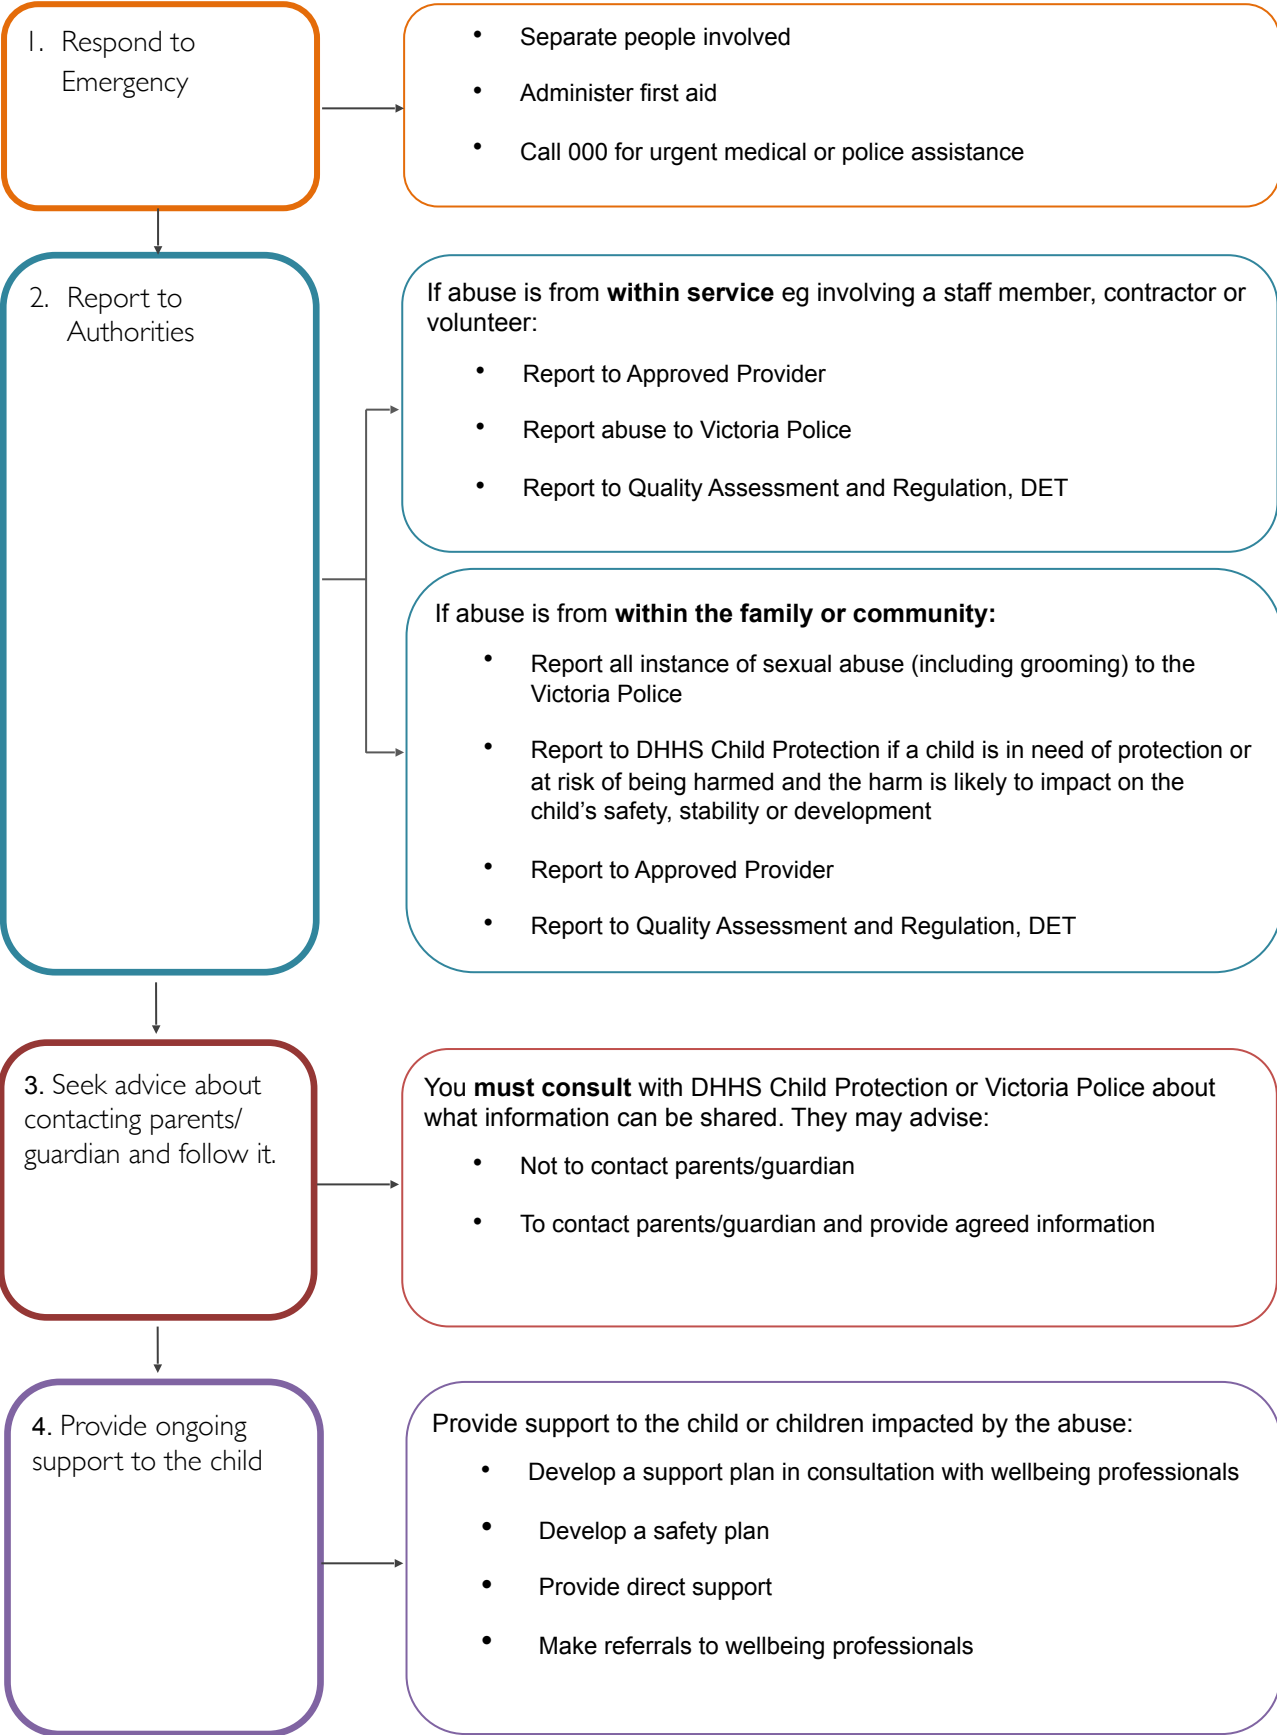 1. Respond to
Emergency
• Separate people involved
• Administer first aid
• Call 000 for urgent medical or police assistance
2. Report to
Authorities
If abuse is from within service eg involving a staff member, contractor or
volunteer:
• Report to Approved Provider
• Report abuse to Victoria Police
• Report to Quality Assessment and Regulation, DET
If abuse is from within the family or community:
• Report all instance of sexual abuse (including grooming) to the
Victoria Police
• Report to DHHS Child Protection if a child is in need of protection or
at risk of being harmed and the harm is likely to impact on the
child’s safety, stability or development
• Report to Approved Provider
• Report to Quality Assessment and Regulation, DET
3. Seek advice about
contacting parents/
guardian and follow it.
You must consult with DHHS Child Protection or Victoria Police about
what information can be shared. They may advise:
• Not to contact parents/guardian
• To contact parents/guardian and provide agreed information
4. Provide ongoing
support to the child
Provide support to the child or children impacted by the abuse:
• Develop a support plan in consultation with wellbeing professionals
• Develop a safety plan
• Provide direct support
• Make referrals to wellbeing professionals